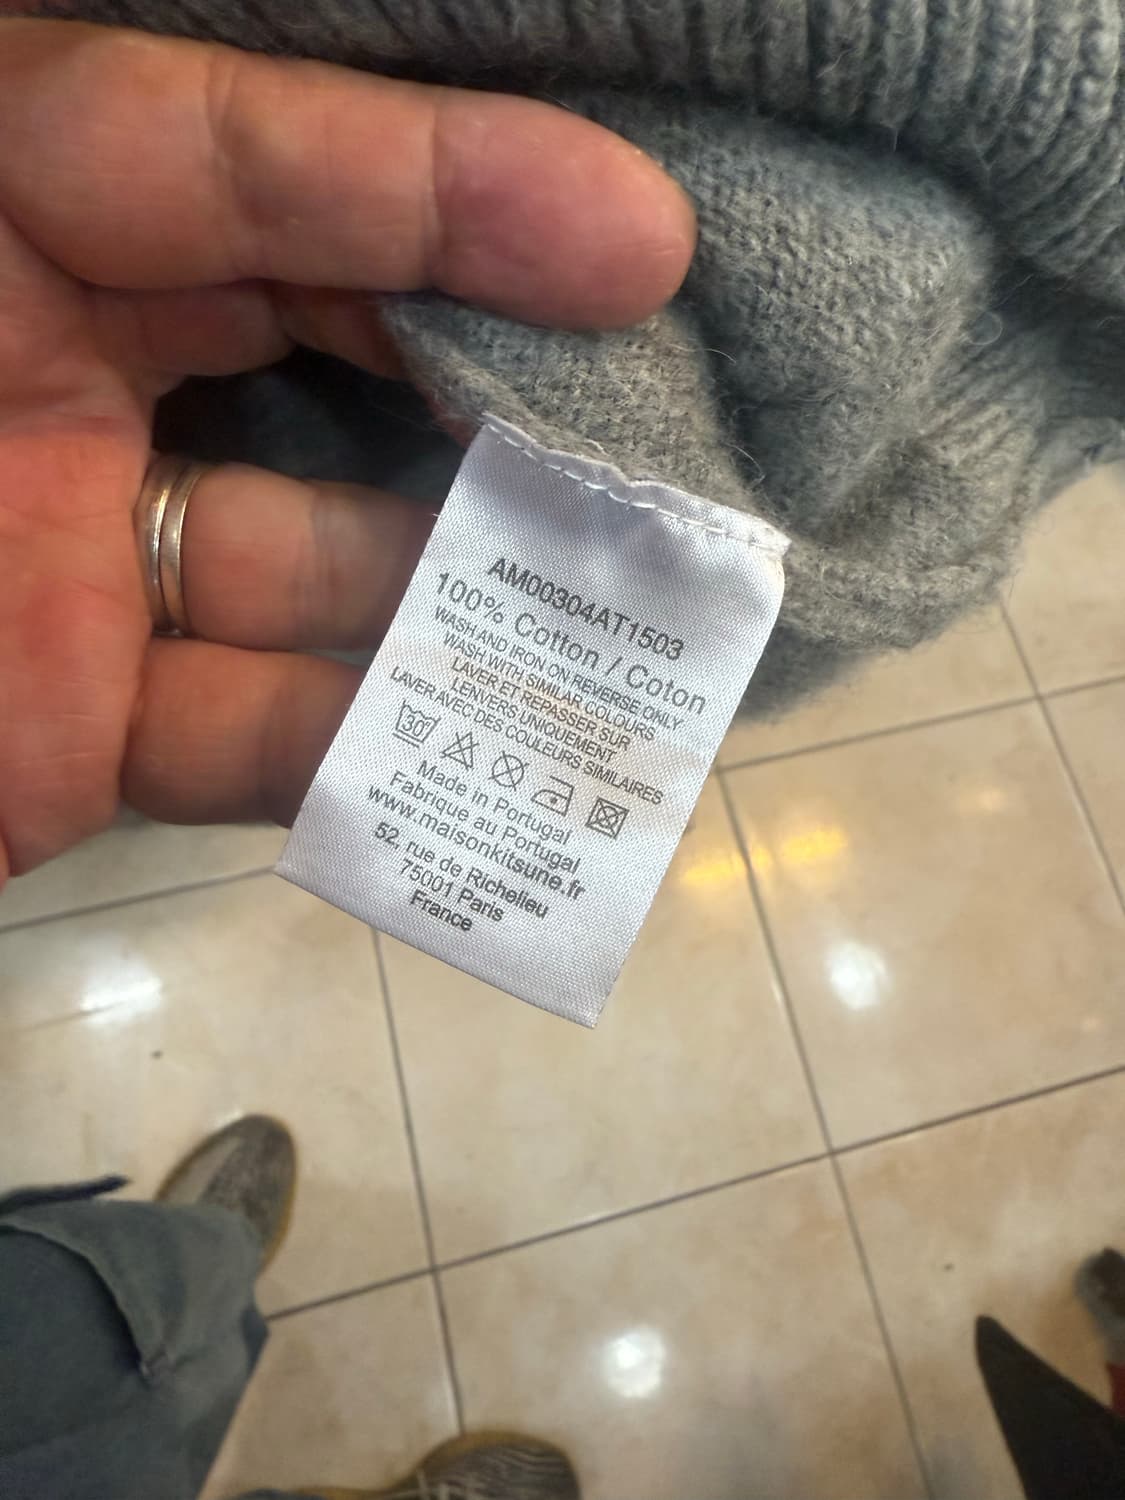 AM00304AT1503
100% Cotton / Coton
WASH AND IRON ON REVERSE ONLY
WASH WITH SIMILAR COLOURS
LAVER ET REPASSER SUR
LENVERS UNIQUEMENT
LAVER AVEC DES COULEURS SIMILAIRES
30
Made in Portugal
Fabrique au Portugal
www.maisonkitsune.fr
52, rue de Richelieu
75001 Paris
France